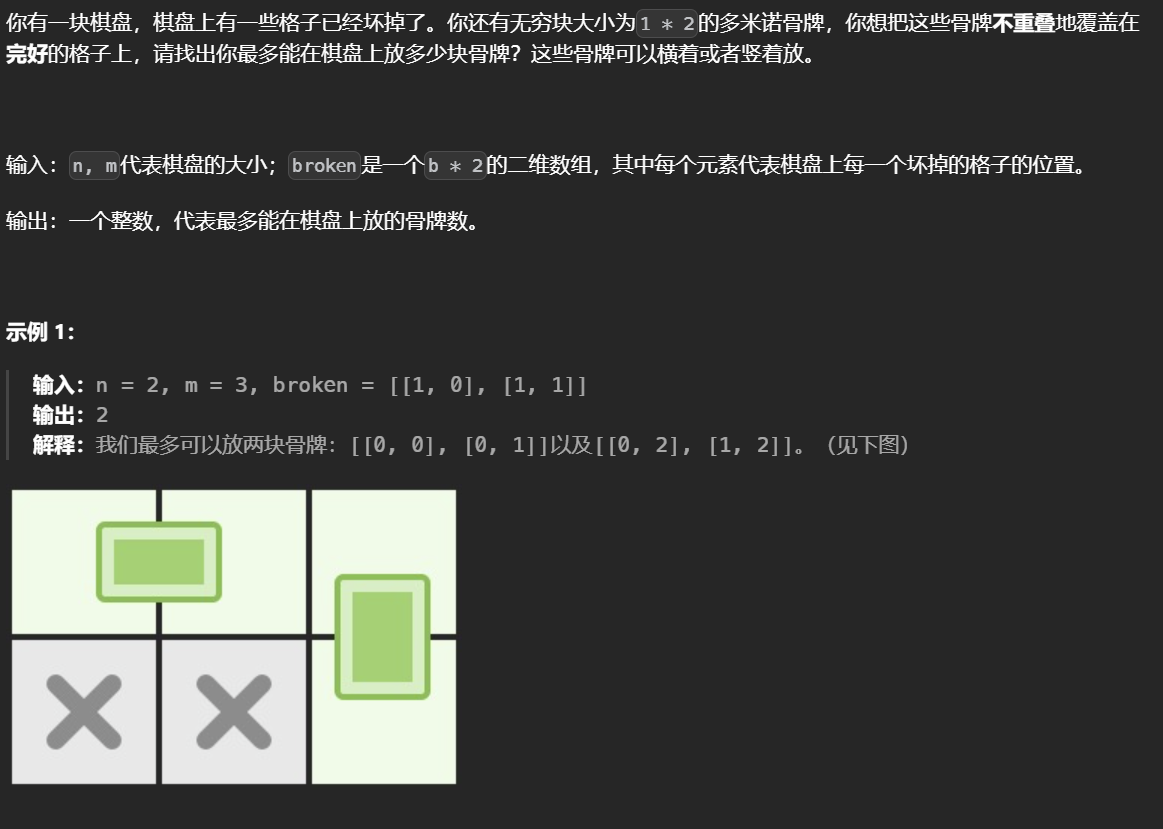 你有一块棋盘，棋盘上有一些格子已经坏掉了。你还有无穷块大小为1 * 2的多米诺骨牌，你想把这些骨牌不重叠地覆盖在
完好的格子上，请找出你最多能在棋盘上放多少块骨牌？这些骨牌可以横着或者竖着放。
输入：n, m代表棋盘的大小；broken是一个b * 2的二维数组，其中每个元素代表棋盘上每一个坏掉的格子的位置。
输出：一个整数，代表最多能在棋盘上放的骨牌数。
示例 1：
输入：n = 2, m = 3, broken = [[1, 0], [1, 1]]
输出：2
解释：我们最多可以放两块骨牌：[[0, 0], [0, 1]]以及[[0, 2], [1, 2]]。（见下图）